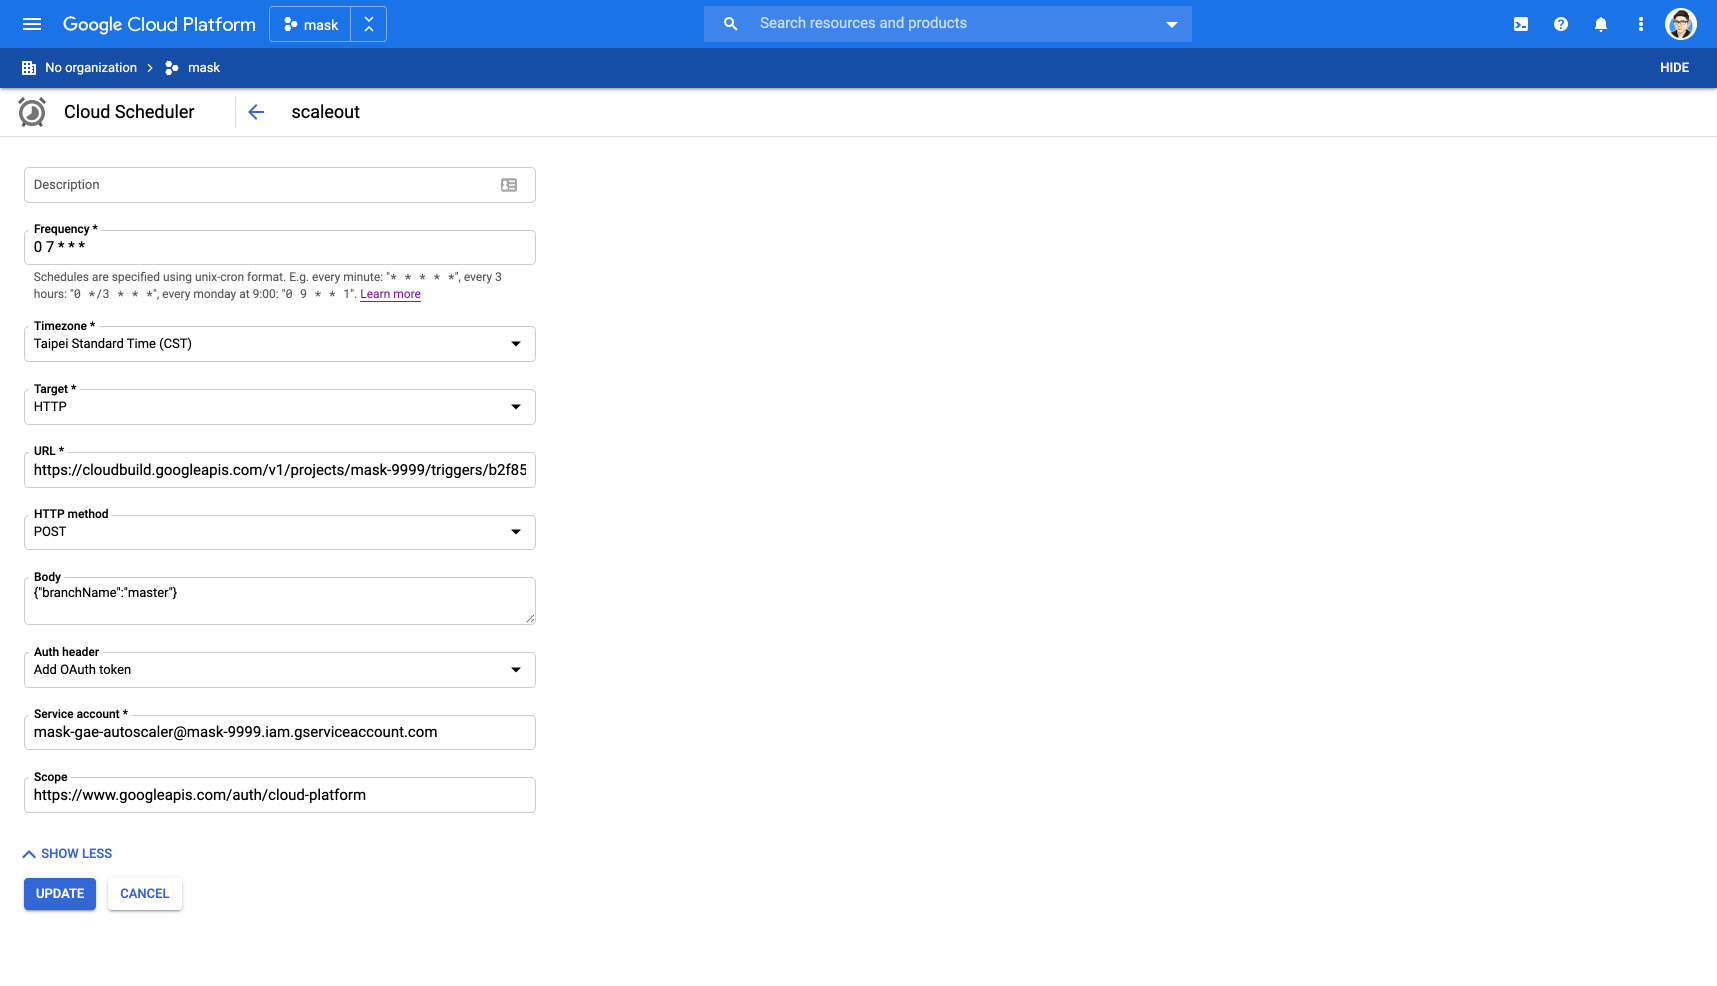 Google Cloud Platform
mask
Search resources and products
No organization
mask
HIDE
Cloud Scheduler
scaleout
Description
Frequency *
0 7 * * *
Schedules are specified using unix-cron format. E.g. every minute: "* * * * *", every 3
hours: "0 */3 * * *", every monday at 9:00: "0 9 * * 1". Learn more
Timezone *
Taipei Standard Time (CST)
Target *
HTTP
URL *
https://cloudbuild.googleapis.com/v1/projects/mask-9999/triggers/b2f85
HTTP method
POST
Body
{"branchName":"master"}
Auth header
Add OAuth token
Service account *
mask-gae-autoscaler@mask-9999.iam.gserviceaccount.com
Scope
https://www.googleapis.com/auth/cloud-platform
SHOW LESS
UPDATE
CANCEL